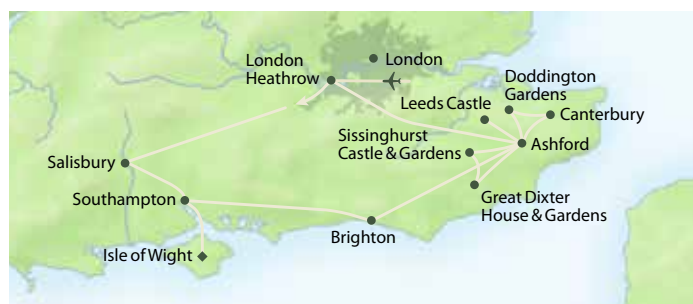 London
London
Heathrow
Doddington
Gardens
Leeds Castle
Canterbury
Sissinghurst
Castle & Gardens
Ashford
Salisbury
Southampton
Great Dixter
House & Gardens
Brighton
Isle of Wight